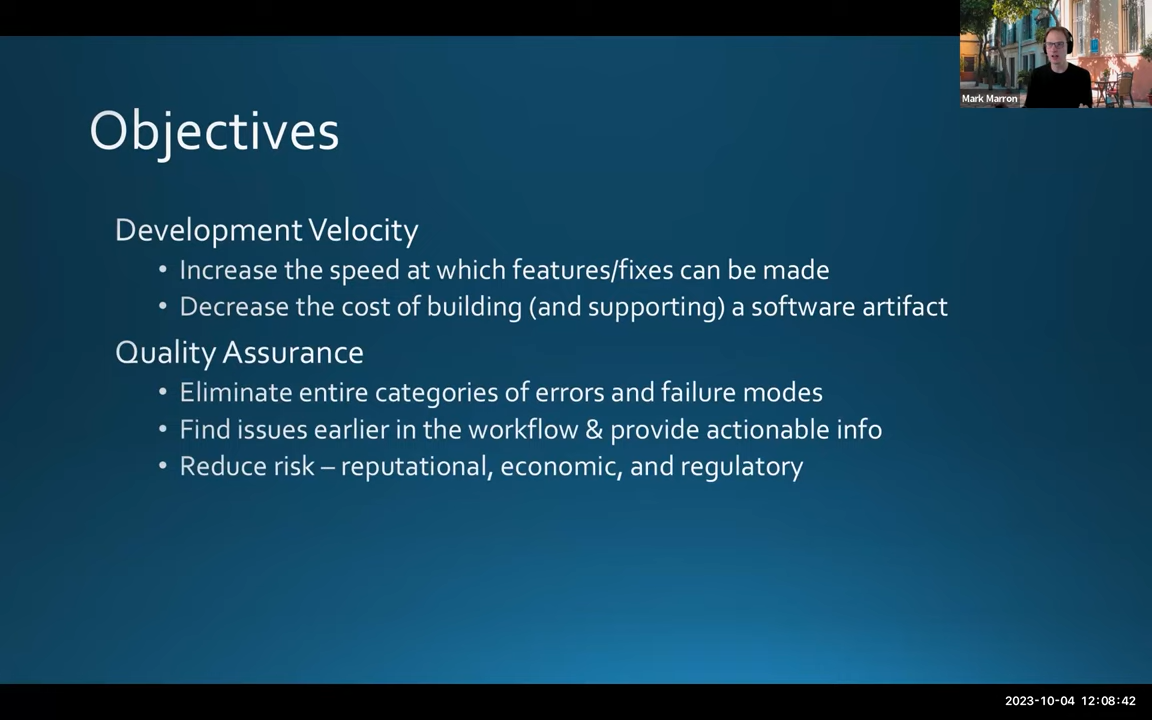 Mark Marron
Objectives
Development Velocity
• Increase the speed at which features/fixes can be made
• Decrease the cost of building (and supporting) a software artifact
Quality Assurance
• Eliminate entire categories of errors and failure modes
• Find issues earlier in the workflow & provide actionable info
• Reduce risk – reputational, economic, and regulatory
2023-10-04 12:08:42